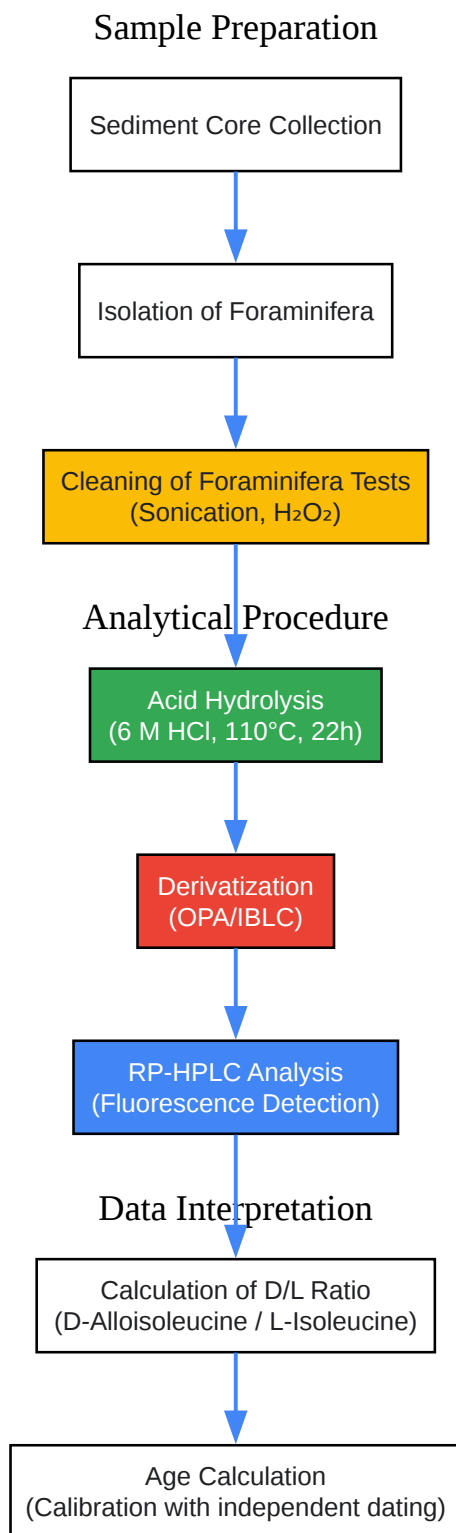 Sample Preparation
Sediment Core Collection
Isolation of Foraminifera
Cleaning of Foraminifera Tests
(Sonication, H₂O₂)
Analytical Procedure
Acid Hydrolysis
(6 M HCl, 110°C, 22h)
Derivatization
(OPA/IBLC)
RP-HPLC Analysis
(Fluorescence Detection)
Data Interpretation
Calculation of D/L Ratio
(D-Alloisoleucine / L-Isoleucine)
Age Calculation
(Calibration with independent dating)